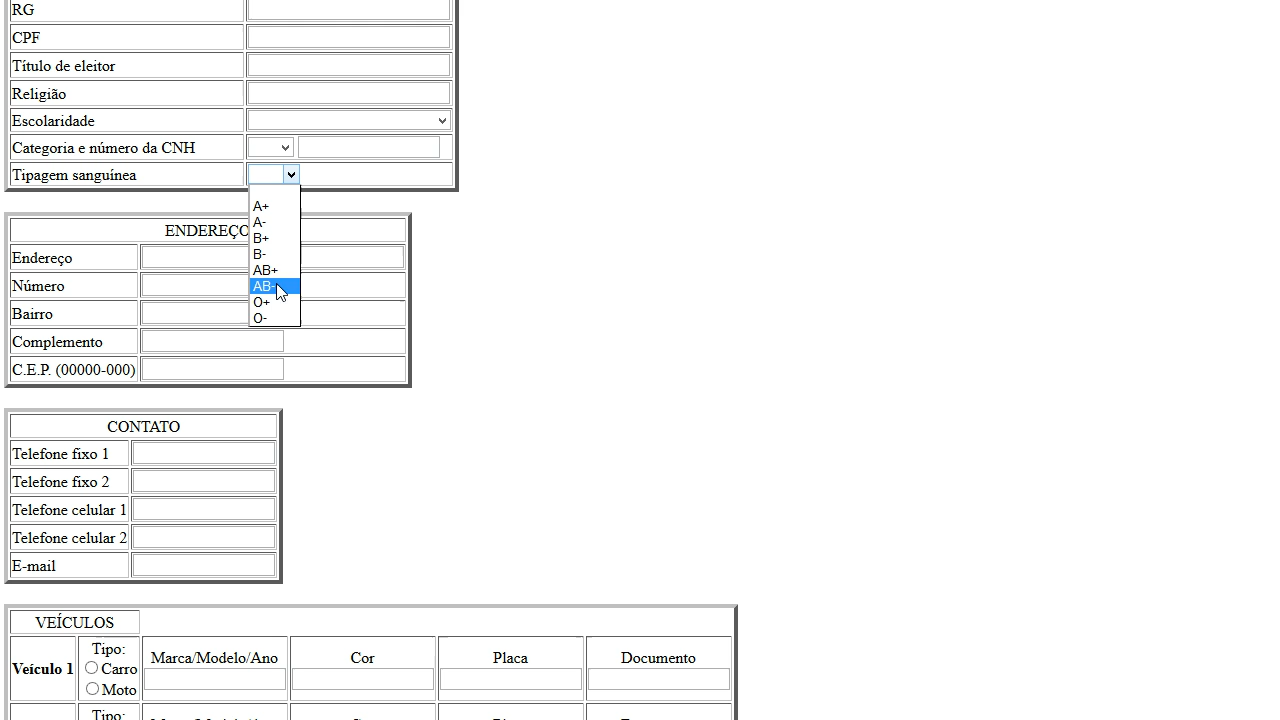 RG
CPF
Título de eleitor
Religião
Escolaridade
Categoria e número da CNH
Tipagem sanguínea
A+
A-
B+
B-
AB+
AB-
O+
O-
ENDEREÇO
Endereço
Número
Bairro
Complemento
C.E.P. (00000-000)
CONTATO
Telefone fixo 1
Telefone fixo 2
Telefone celular 1
Telefone celular 2
E-mail
VEÍCULOS
Veículo 1
Tipo:
Carro
Moto
Marca/Modelo/Ano
Cor
Placa
Documento
Tipo: